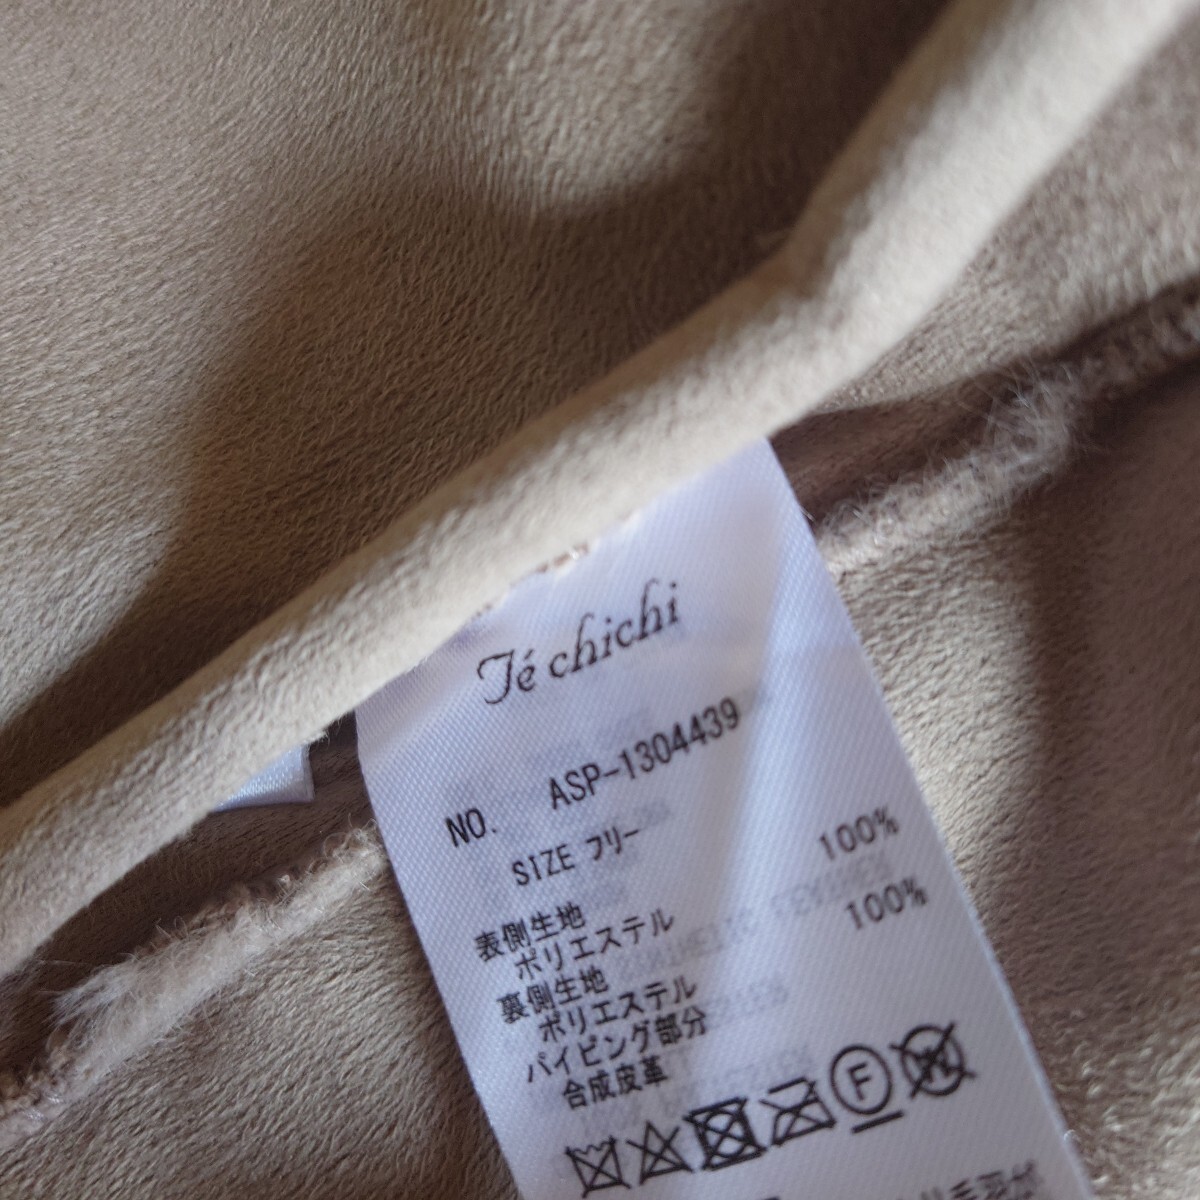 Té chichi
NO. ASP-1304439
SIZE フリー
表側生地
ポリエステル 100%
裏側生地
ポリエステル 100%
パイピング部分
合成皮革
F
W